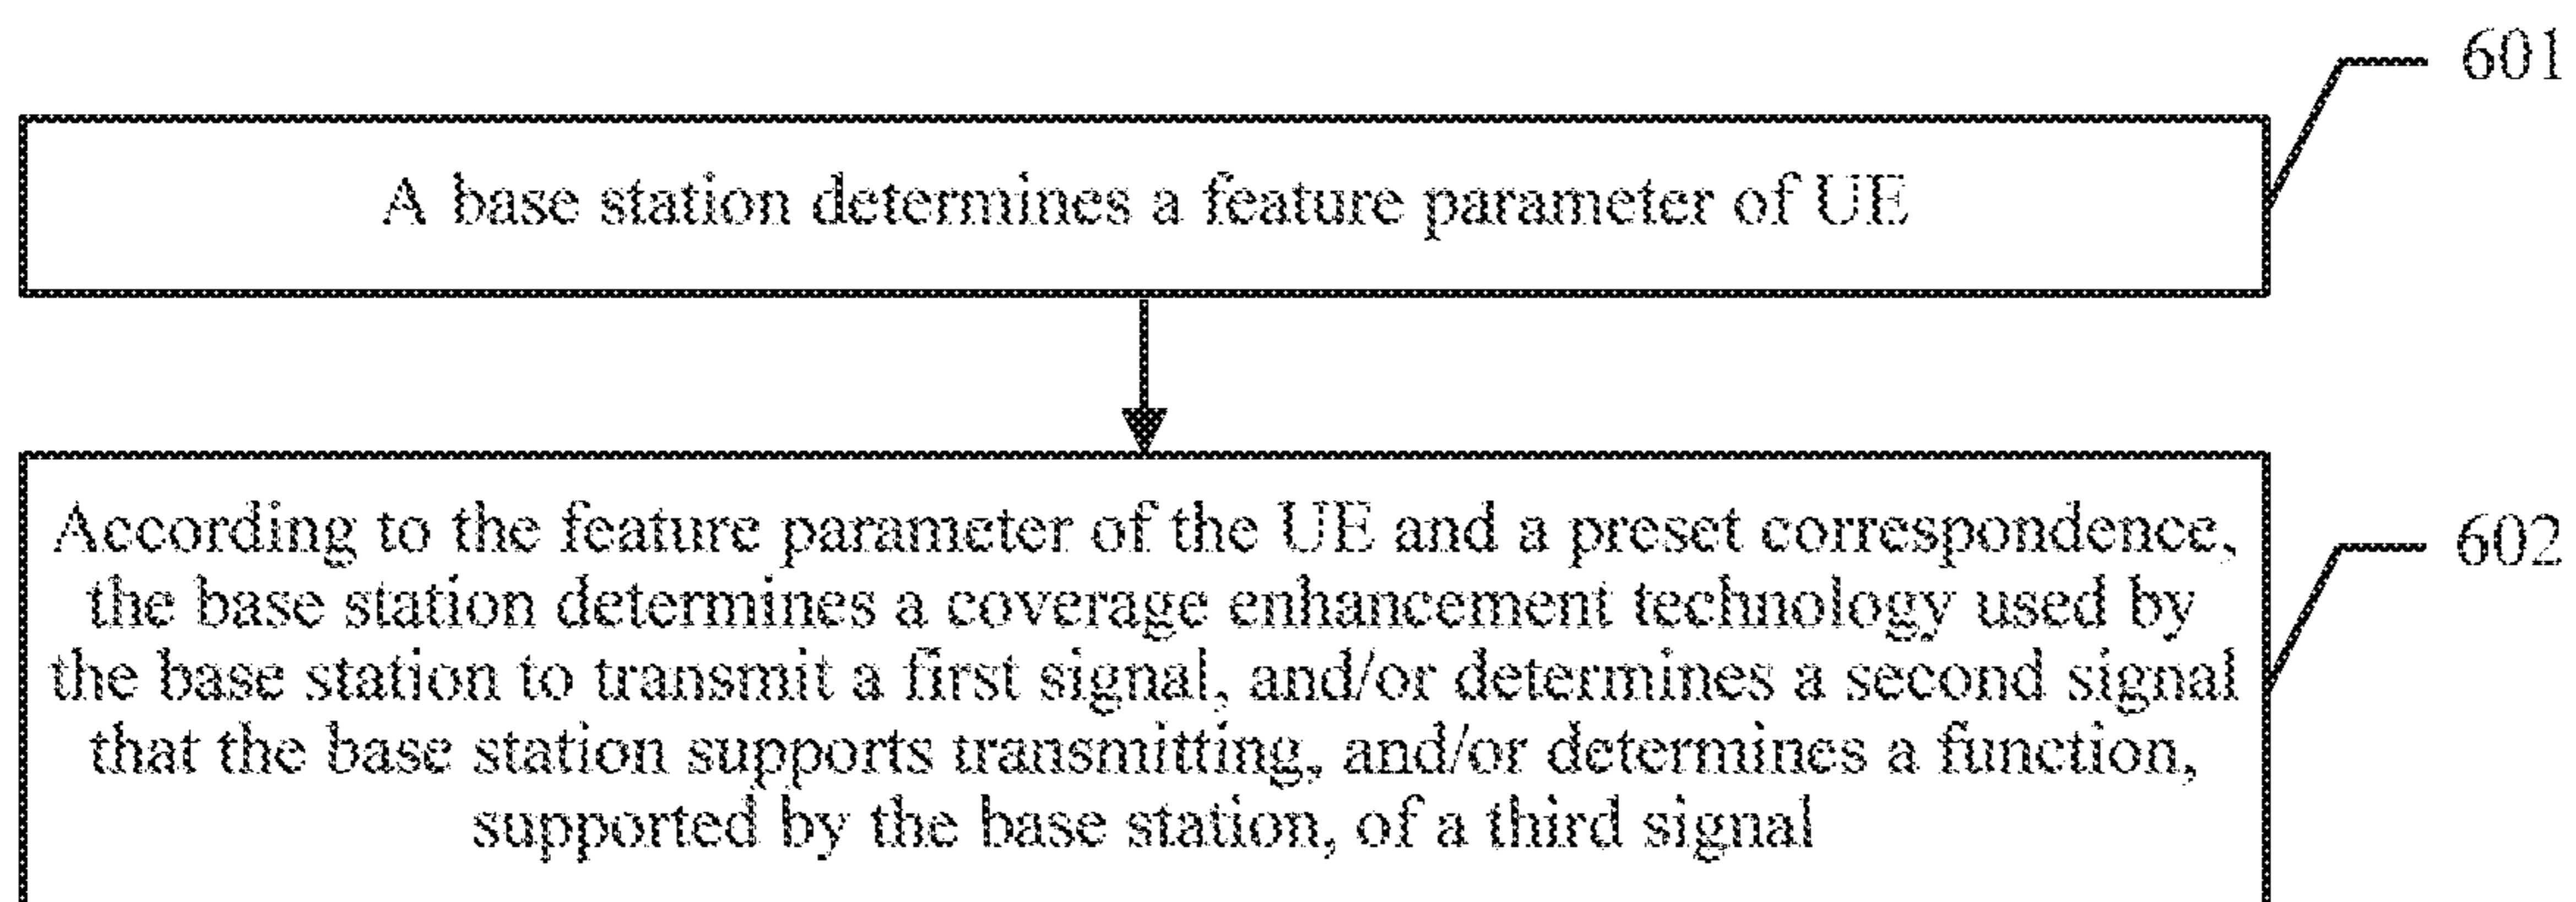 601
A base station determines a feature parameter of UE
According to the feature parameter of the UE and a preset correspondence,
the base station determines a coverage enhancement technology used by
the base station to transmit a first signal, and/or determines a second signal
that the base station supports transmitting, and/or determines a function,
supported by the base station, of a third signal
602